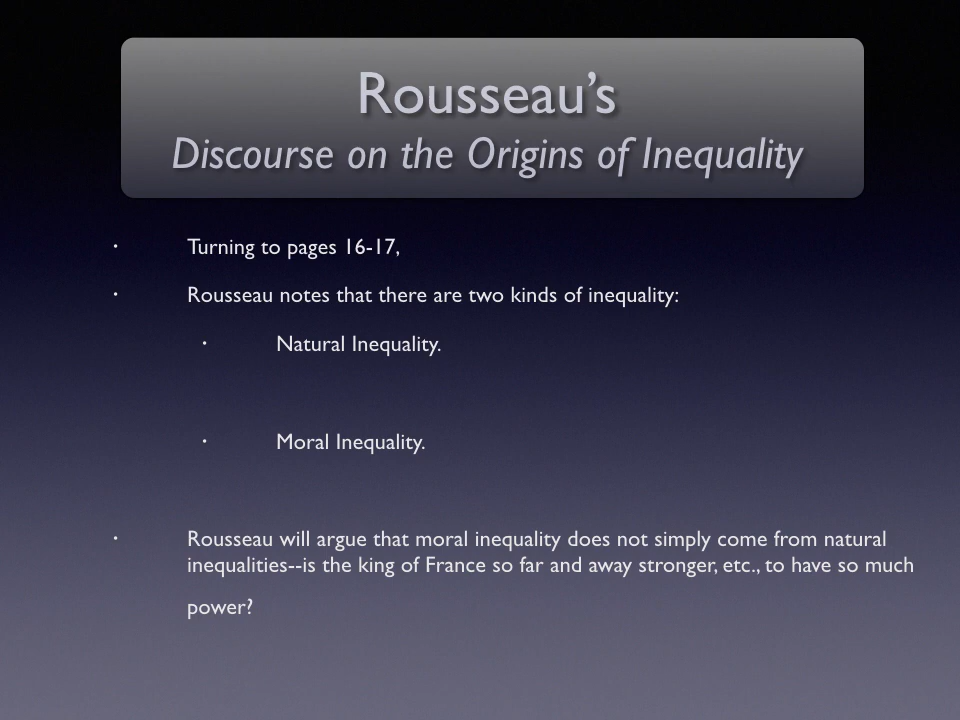 Rousseau’s
Discourse on the Origins of Inequality
• Turning to pages 16-17,
• Rousseau notes that there are two kinds of inequality:
• Natural Inequality.
• Moral Inequality.
• Rousseau will argue that moral inequality does not simply come from natural
inequalities--is the king of France so far and away stronger, etc., to have so much
power?